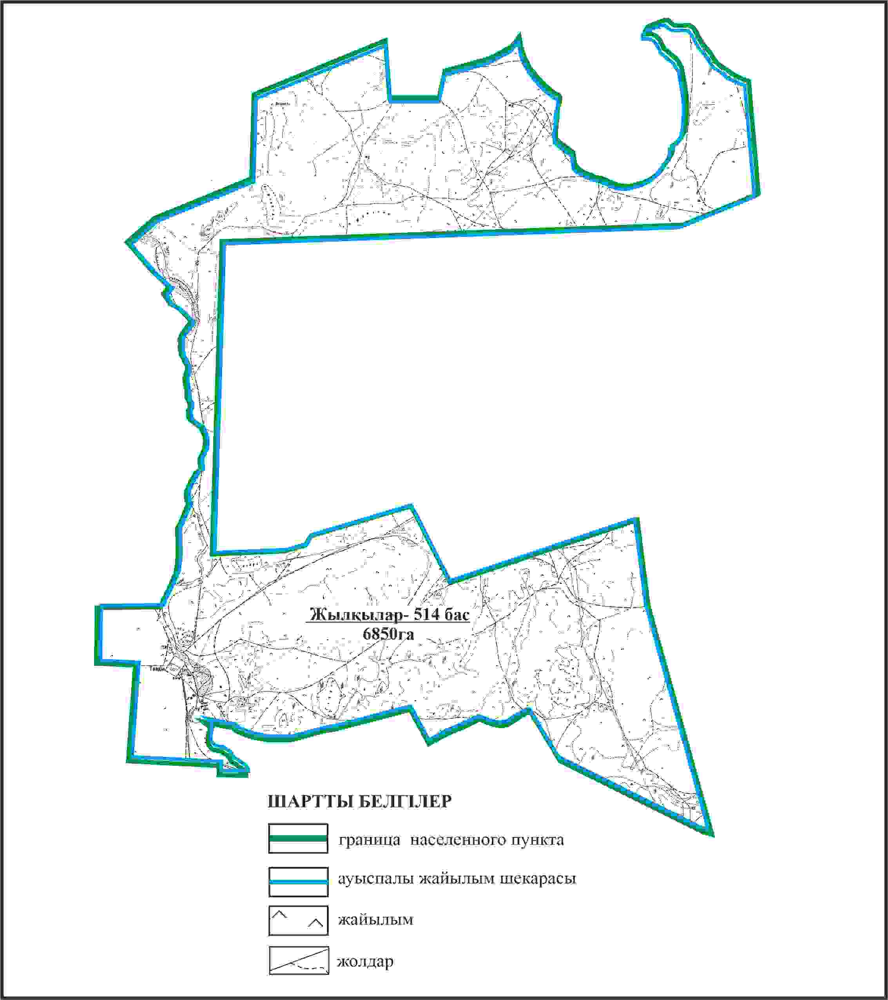 Жылқылар- 514 бас
6850га
ШАРТТЫ БЕЛГІЛЕР
граница населенного пункта
ауыспалы жайылым шекарасы
жайылым
жолдар